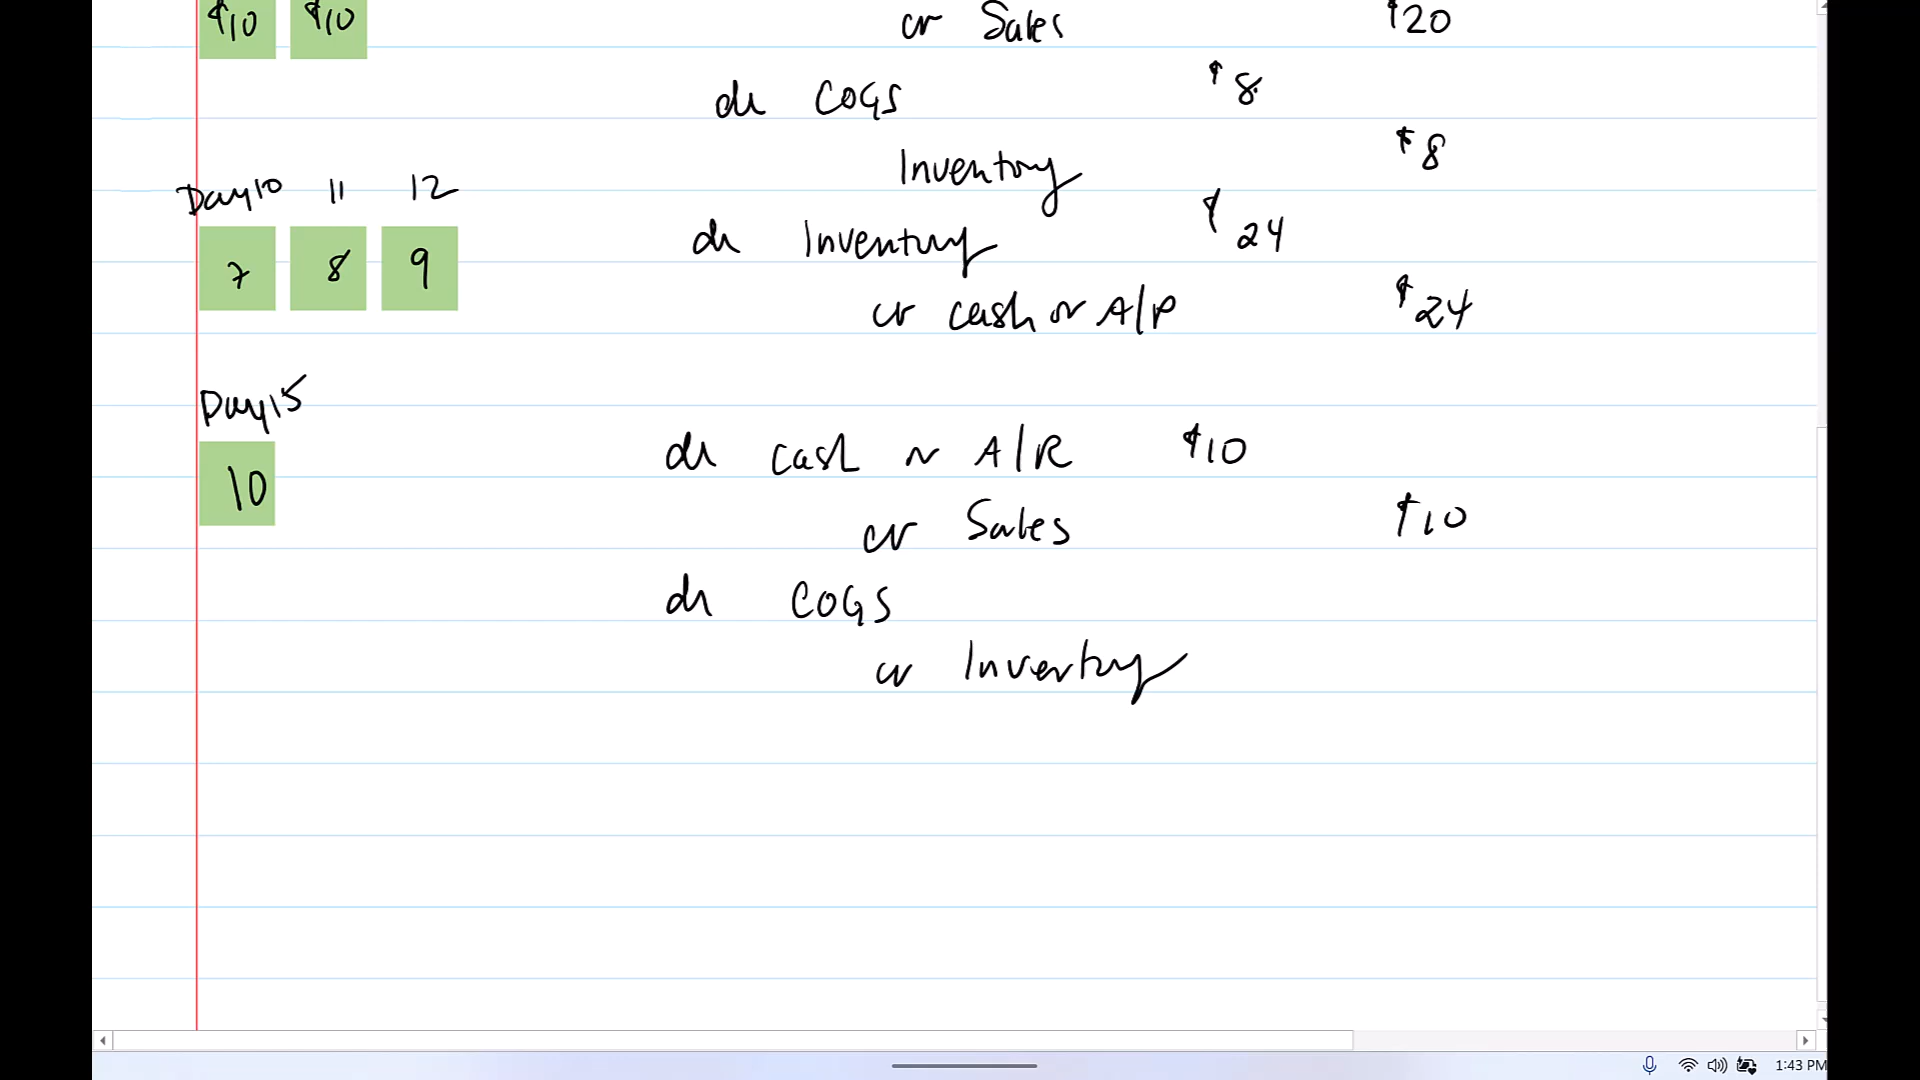 $10 $10 cr Sales $20
dr COGS $8
Inventory $8
Day 10 11 12
dr Inventory $24
7 8 9
cr cash or A/P $24
Day 15
dr cash or A/R $10
10
cr Sales $10
dr COGS
cr Inventory
1:43 PM